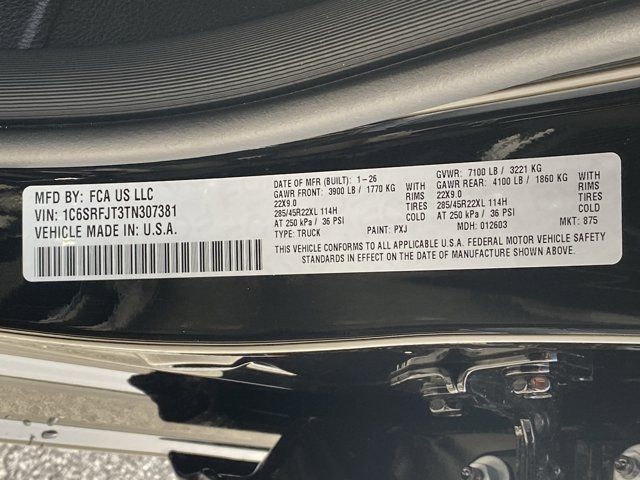 MFD BY: FCA US LLC
VIN: 1C6SRFJT3TN307381
VEHICLE MADE IN: U.S.A.
DATE OF MFR (BUILT): 1-26
GAWR FRONT: 3900 LB / 1770 KG WITH
22X9.0 RIMS
285/45R22XL 114H TIRES
AT 250 kPa / 36 PSI COLD
TYPE: TRUCK PAINT: PXJ
GVWR: 7100 LB / 3221 KG
GAWR REAR: 4100 LB / 1860 KG WITH
22X9.0 RIMS
285/45R22XL 114H TIRES
AT 250 kPa / 36 PSI COLD
MDH: 012603 MKT: 875
THIS VEHICLE CONFORMS TO ALL APPLICABLE U.S.A. FEDERAL MOTOR VEHICLE SAFETY
STANDARDS IN EFFECT ON THE DATE OF MANUFACTURE SHOWN ABOVE.